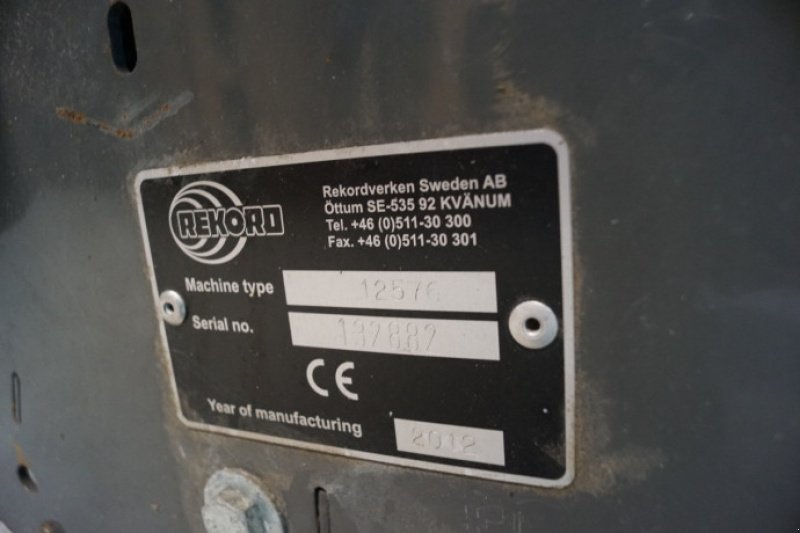 REKORD
Rekordverken Sweden AB
Öttum SE-535 92 KVÄNUM
Tel. +46 (0)511-30 300
Fax. +46 (0)511-30 301
Machine type 12576
Serial no. 137882
CE
Year of manufacturing 2012